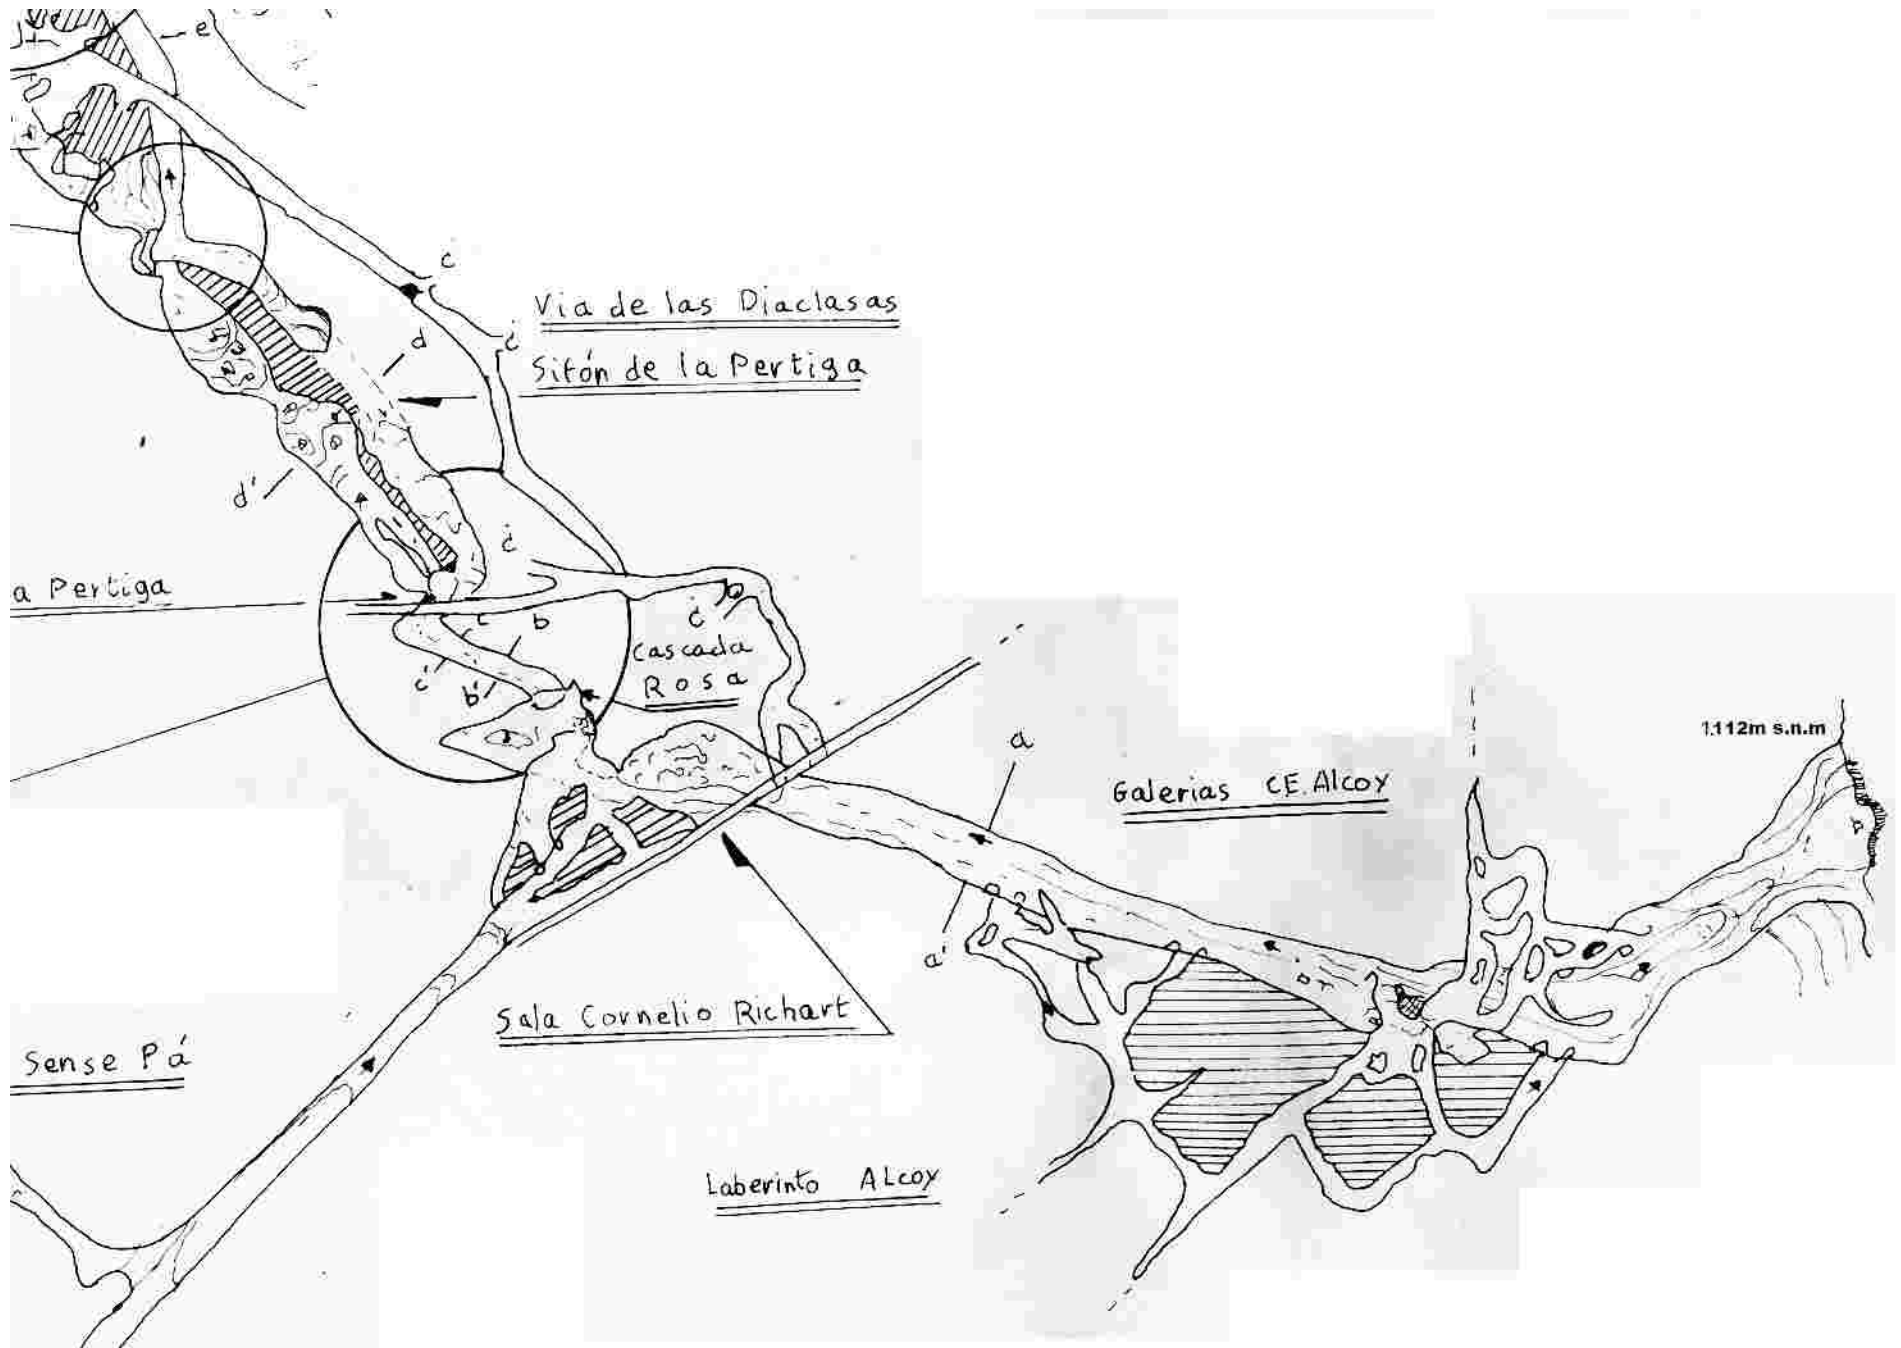 e
c
¿
Via de las Diaclasas
d
Sifón de la Pertiga
d'
¿
a Pertiga
c
b
¿
Cascada
Rosa
c'
b'
a
1.112m s.n.m
Galerias CE.Alcoy
a'
Sala Cornelio Richart
Sense Pá
Laberinto ALcoy